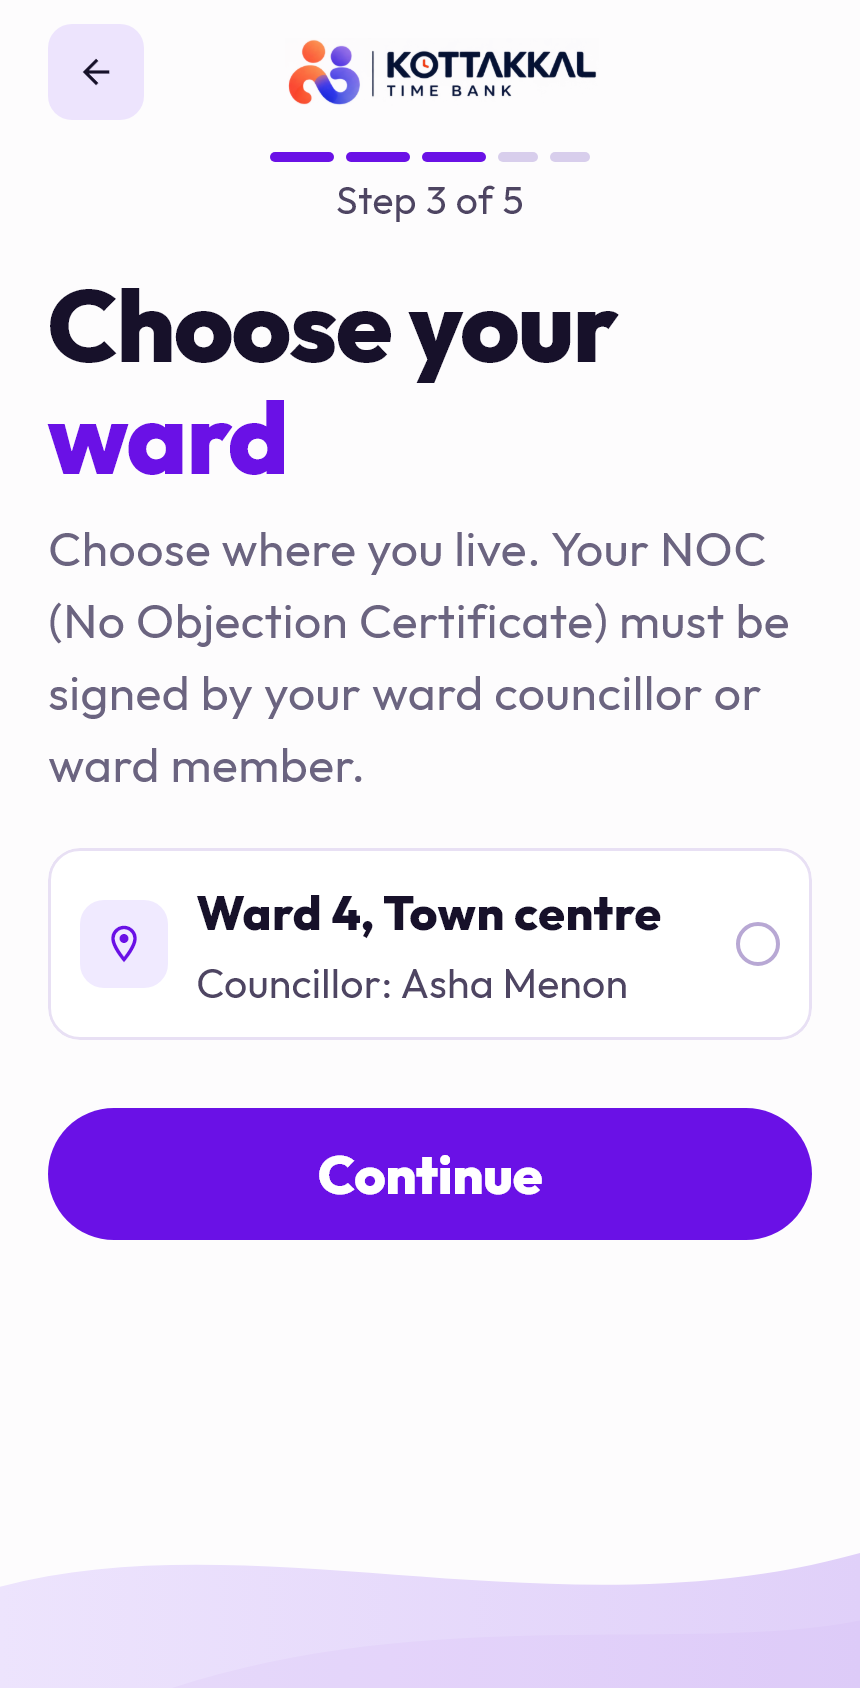 KOTTAKKAL
TIME BANK
Step 3 of 5
Choose your
ward
Choose where you live. Your NOC
(No Objection Certificate) must be
signed by your ward councillor or
ward member.
Ward 4, Town centre
Councillor: Asha Menon
Continue